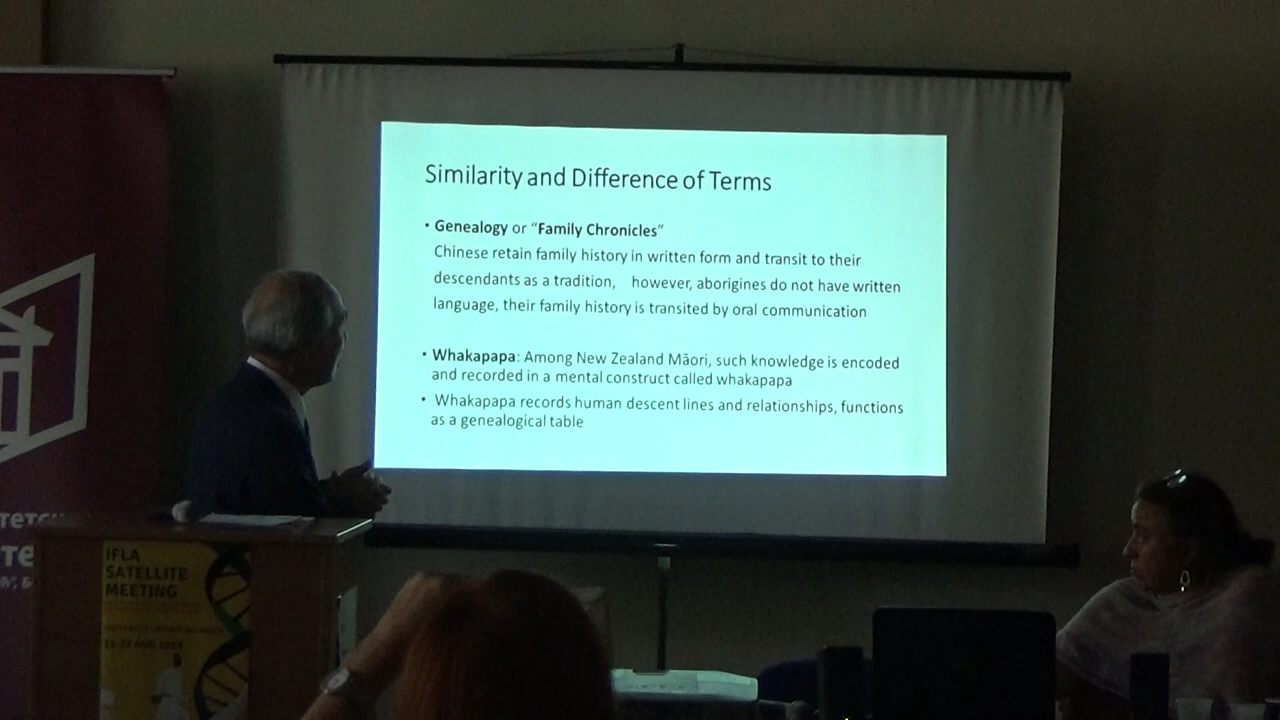 Similarity and Difference of Terms
• Genealogy or “Family Chronicles”
Chinese retain family history in written form and transit to their
descendants as a tradition, however, aborigines do not have written
language, their family history is transited by oral communication
• Whakapapa: Among New Zealand Māori, such knowledge is encoded
and recorded in a mental construct called whakapapa
• Whakapapa records human descent lines and relationships, functions
as a genealogical table
IFLA
SATELLITE
MEETING